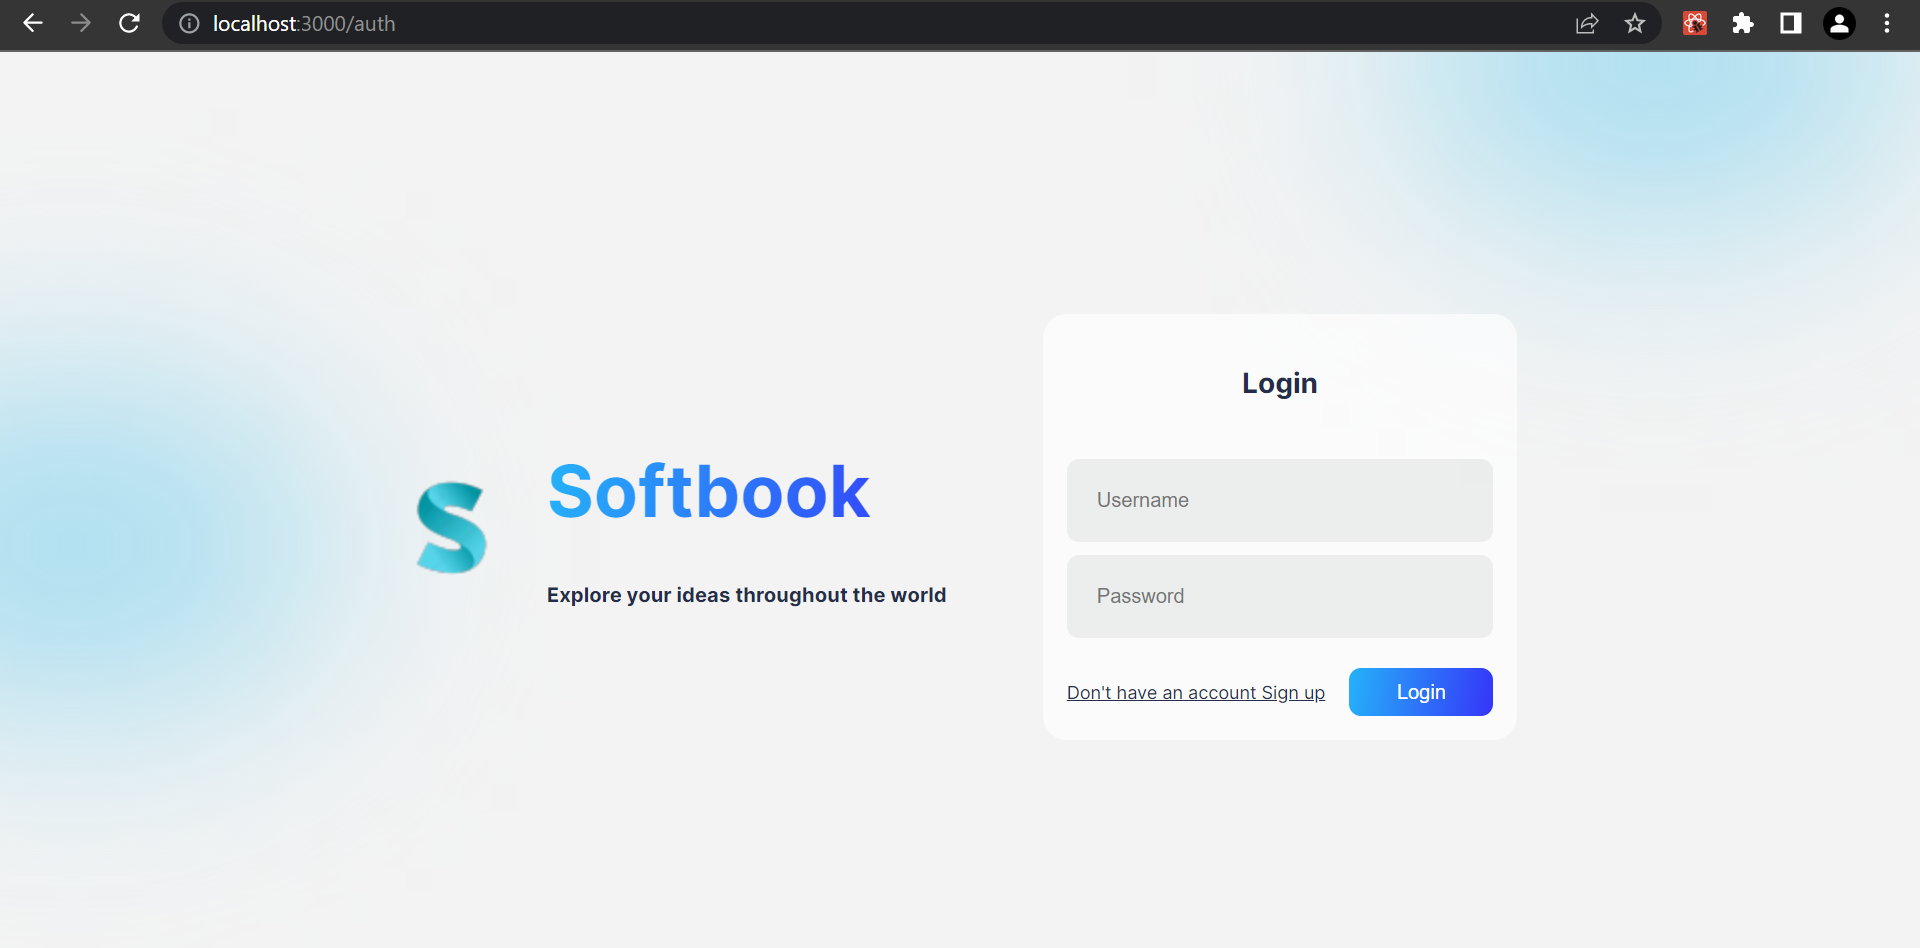 localhost:3000/auth
Softbook
Explore your ideas throughout the world
Login
Username
Password
Don't have an account Sign up
Login